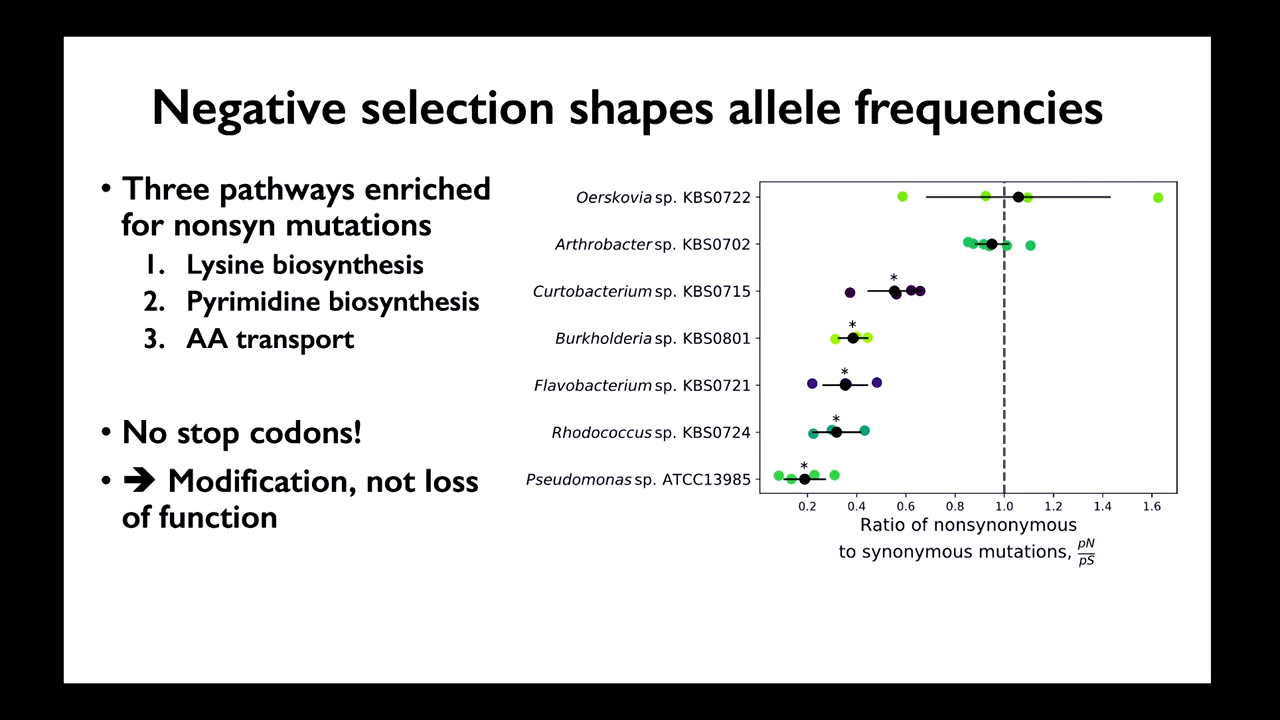 Negative selection shapes allele frequencies
• Three pathways enriched
for nonsyn mutations
1. Lysine biosynthesis
2. Pyrimidine biosynthesis
3. AA transport
• No stop codons!
• ➔ Modification, not loss
of function
Oerskovia sp. KBS0722
Arthrobacter sp. KBS0702
Curtobacterium sp. KBS0715
*
Burkholderia sp. KBS0801
*
Flavobacterium sp. KBS0721
*
Rhodococcus sp. KBS0724
*
Pseudomonas sp. ATCC13985
*
0.2 0.4 0.6 0.8 1.0 1.2 1.4 1.6
Ratio of nonsynonymous
to synonymous mutations, pN/pS